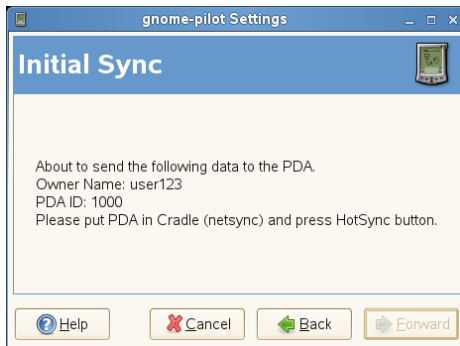 gnome-pilot Settings
Initial Sync
About to send the following data to the PDA.
Owner Name: user123
PDA ID: 1000
Please put PDA in Cradle (netsync) and press HotSync button.
Help
Cancel
Back
Forward